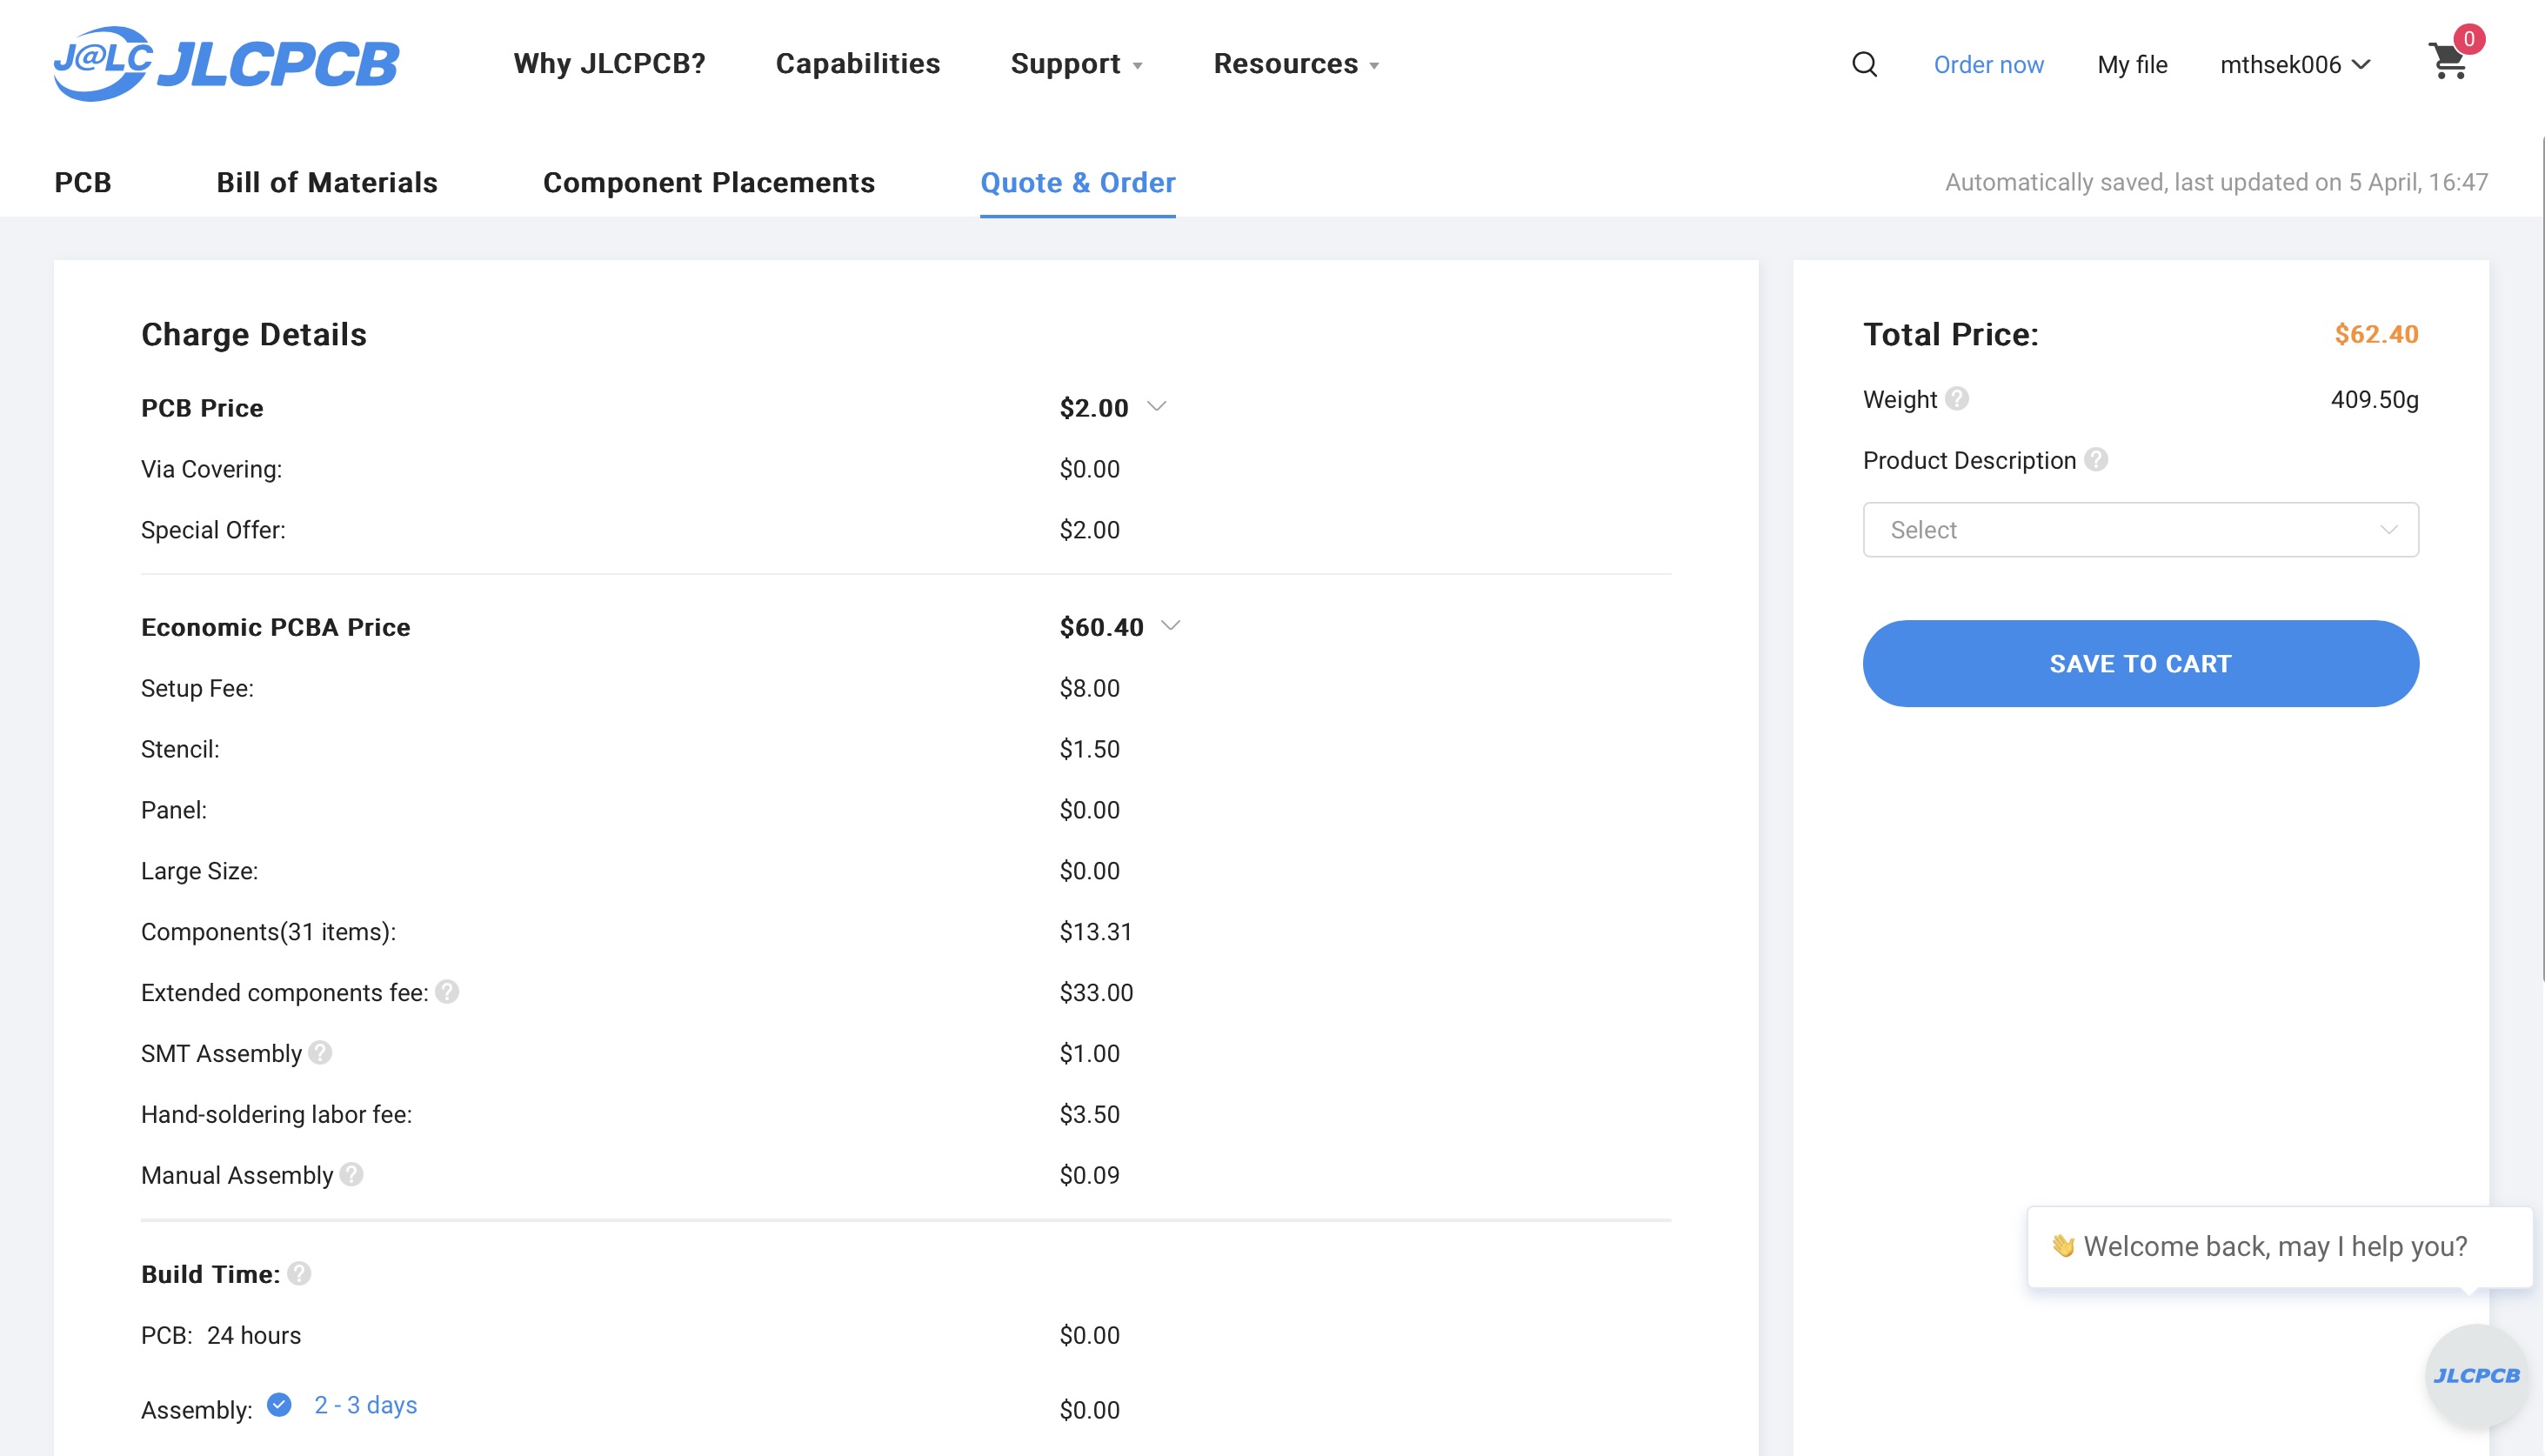 J@LC JLCPCB Why JLCPCB? Capabilities Support Resources Order now My file mthsek006 0
PCB Bill of Materials Component Placements Quote & Order Automatically saved, last updated on 5 April, 16:47
Charge Details
PCB Price $2.00
Via Covering: $0.00
Special Offer: $2.00
Economic PCBA Price $60.40
Setup Fee: $8.00
Stencil: $1.50
Panel: $0.00
Large Size: $0.00
Components(31 items): $13.31
Extended components fee: ? $33.00
SMT Assembly ? $1.00
Hand-soldering labor fee: $3.50
Manual Assembly ? $0.09
Build Time: ?
PCB: 24 hours $0.00
Assembly: 2 - 3 days $0.00
Total Price: $62.40
Weight ? 409.50g
Product Description ?
Select
SAVE TO CART
👋 Welcome back, may I help you?
JLCPCB